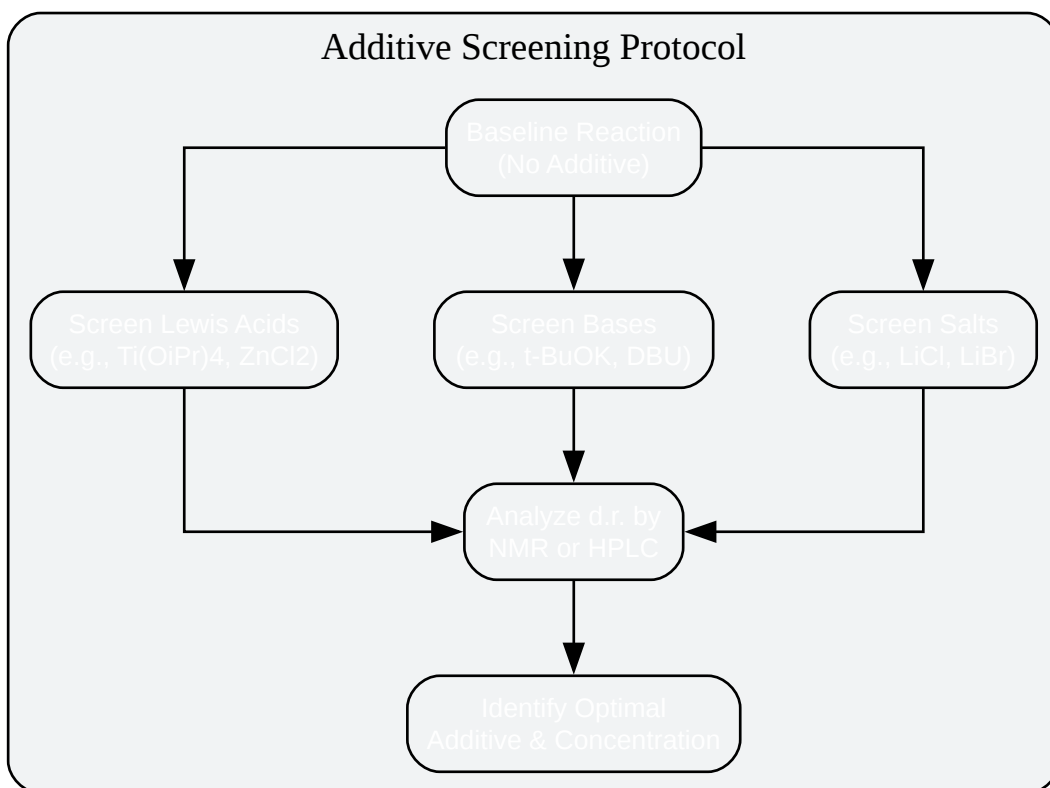 Additive Screening Protocol
Baseline Reaction
(No Additive)
Screen Lewis Acids
(e.g., Ti(OiPr)4, ZnCl2)
Screen Bases
(e.g., t-BuOK, DBU)
Screen Salts
(e.g., LiCl, LiBr)
Analyze d.r. by
NMR or HPLC
Identify Optimal
Additive & Concentration